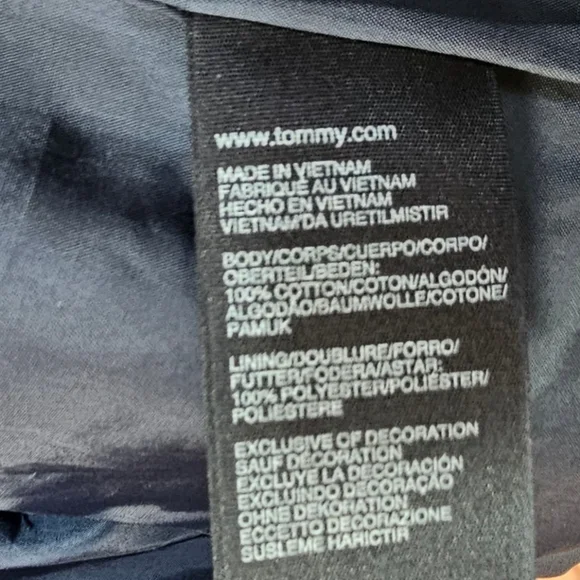 www.tommy.com
MADE IN VIETNAM
FABRIQUÉ AU VIETNAM
HECHO EN VIETNAM
VIETNAM'DA URETILMISTIR
BODY/CORPS/CUERPO/CORPO/
OBERTEIL/BEDEN:
100% COTTON/COTON/ALGODÓN/
ALGODÃO/BAUMWOLLE/COTONE/
PAMUK
LINING/DOUBLURE/FORRO/
FUTTER/FODERA/ASTAR:
100% POLYESTER/POLIÉSTER/
POLIESTERE
EXCLUSIVE OF DECORATION
SAUF DECORATION
EXCLUYE LA DECORACIÓN
EXCLUINDO DECORAÇÃO
OHNE DEKORATION
ECCETTO DECORAZIONE
SUSLEME HARICTIR